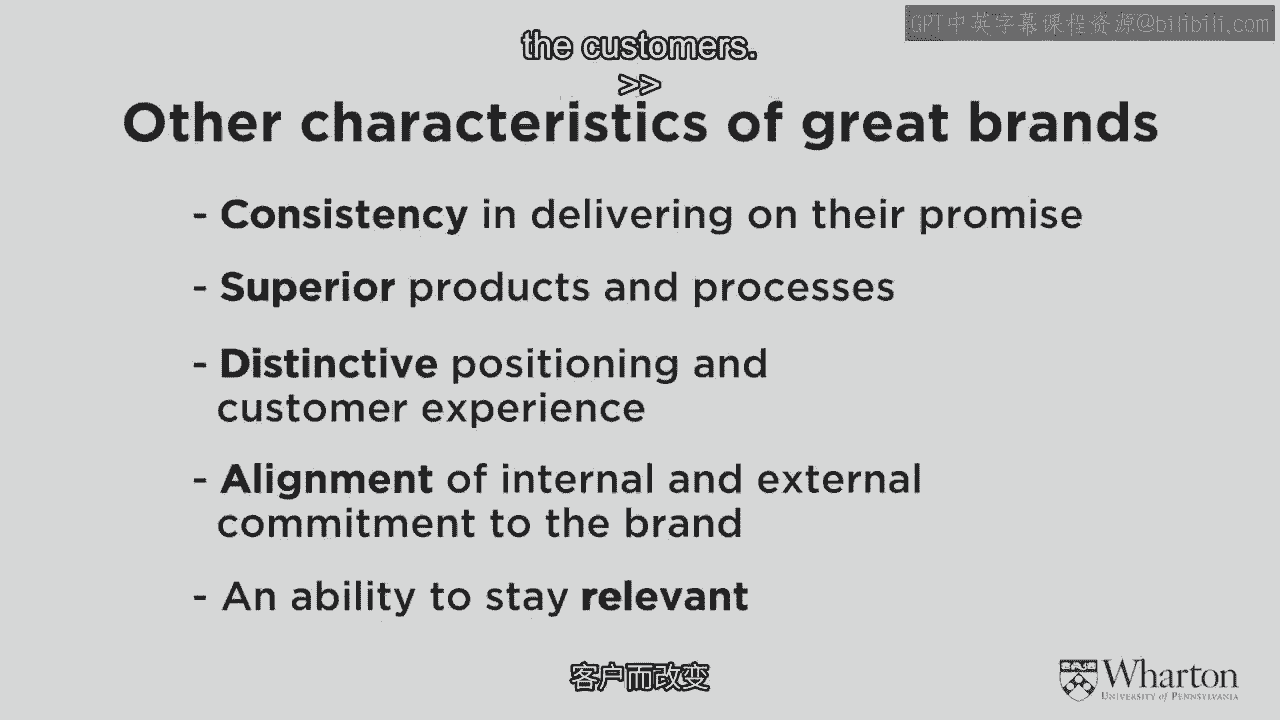 GPT中英字幕课程资源@bilibili.com
the customers.
>>
Other characteristics of great brands
- Consistency in delivering on their promise
- Superior products and processes
- Distinctive positioning and
customer experience
- Alignment of internal and external
commitment to the brand
- An ability to stay relevant
客户而改变
Wharton
UNIVERSITY of PENNSYLVANIA